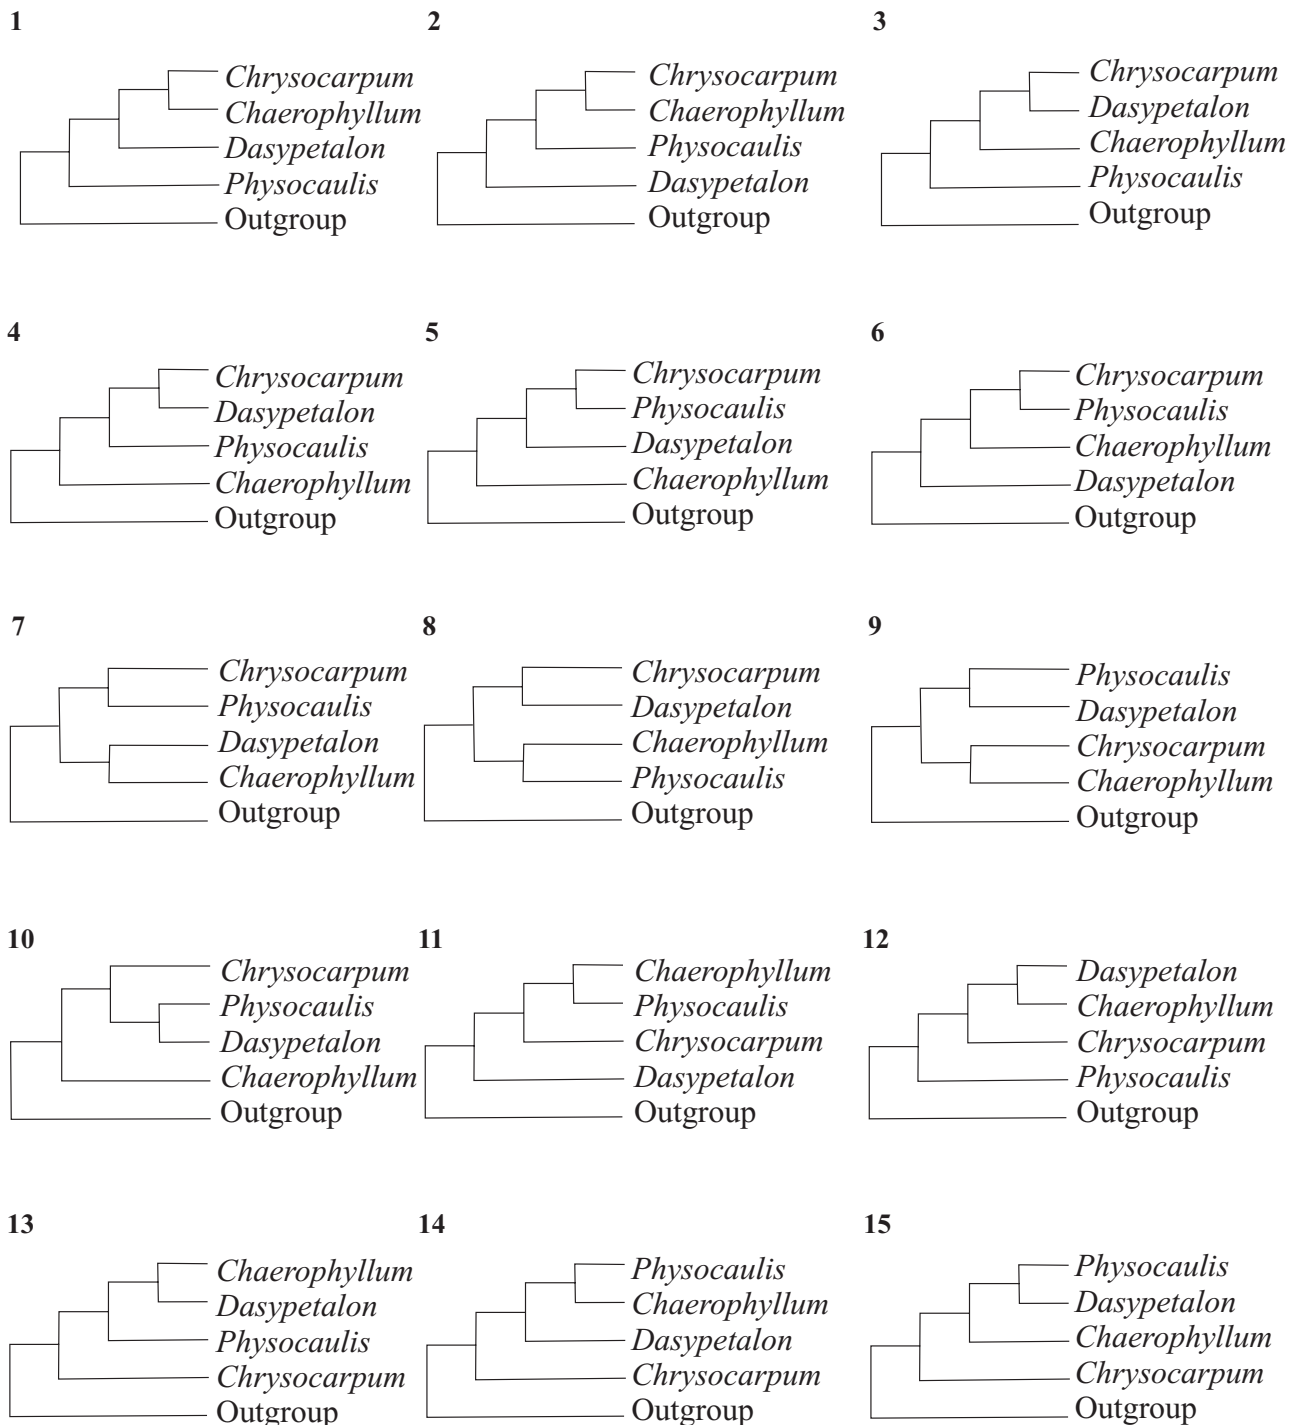 1
Chrysocarpum
Chaerophyllum
Dasypetalon
Physocaulis
Outgroup
2
Chrysocarpum
Chaerophyllum
Physocaulis
Dasypetalon
Outgroup
3
Chrysocarpum
Dasypetalon
Chaerophyllum
Physocaulis
Outgroup
4
Chrysocarpum
Dasypetalon
Physocaulis
Chaerophyllum
Outgroup
5
Chrysocarpum
Physocaulis
Dasypetalon
Chaerophyllum
Outgroup
6
Chrysocarpum
Physocaulis
Chaerophyllum
Dasypetalon
Outgroup
7
Chrysocarpum
Physocaulis
Dasypetalon
Chaerophyllum
Outgroup
8
Chrysocarpum
Dasypetalon
Chaerophyllum
Physocaulis
Outgroup
9
Physocaulis
Dasypetalon
Chrysocarpum
Chaerophyllum
Outgroup
10
Chrysocarpum
Physocaulis
Dasypetalon
Chaerophyllum
Outgroup
11
Chaerophyllum
Physocaulis
Chrysocarpum
Dasypetalon
Outgroup
12
Dasypetalon
Chaerophyllum
Chrysocarpum
Physocaulis
Outgroup
13
Chaerophyllum
Dasypetalon
Physocaulis
Chrysocarpum
Outgroup
14
Physocaulis
Chaerophyllum
Dasypetalon
Chrysocarpum
Outgroup
15
Physocaulis
Dasypetalon
Chaerophyllum
Chrysocarpum
Outgroup